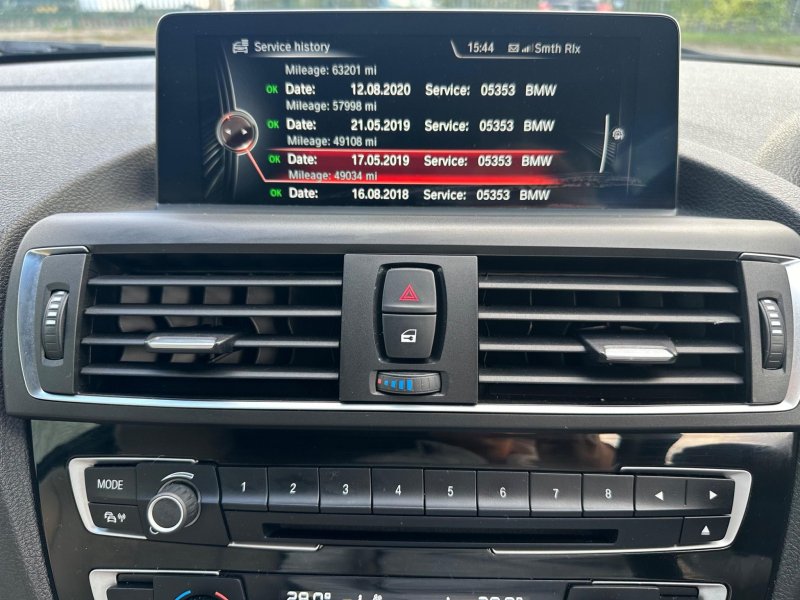 Service history 15:44 Smth Rlx
Mileage: 63201 mi
OK Date: 12.08.2020 Service: 05353 BMW
Mileage: 57998 mi
OK Date: 21.05.2019 Service: 05353 BMW
Mileage: 49108 mi
OK Date: 17.05.2019 Service: 05353 BMW
Mileage: 49034 mi
OK Date: 16.08.2018 Service: 05353 BMW
MODE 1 2 3 4 5 6 7 8